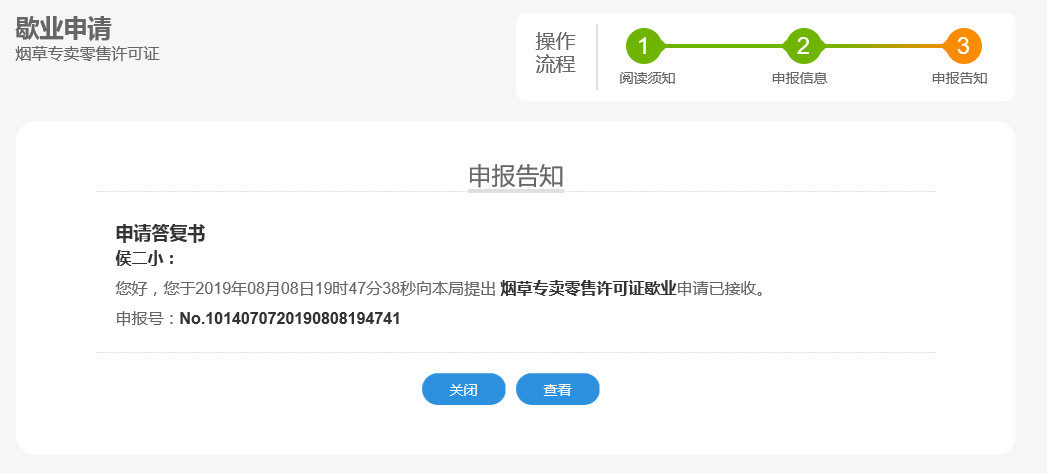 歇业申请
烟草专卖零售许可证
操作
流程
1
2
3
阅读须知
申报信息
申报告知
申报告知
申请答复书
侯二小：
您好，您于2019年08月08日19时47分38秒向本局提出 烟草专卖零售许可证歇业申请已接收。
申报号：No.1014070720190808194741
关闭
查看